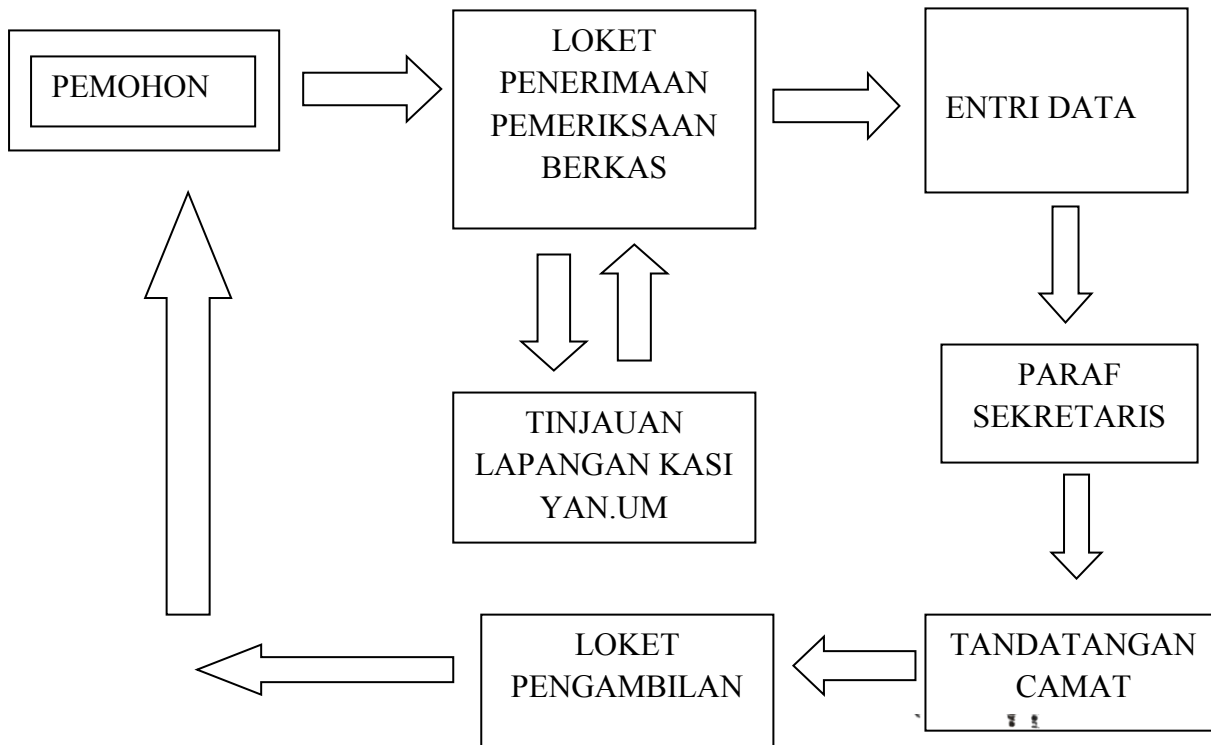 PEMOHON
LOKET
PENERIMAAN
PEMERIKSAAN
BERKAS
ENTRI DATA
TINJAUAN
LAPANGAN KASI
YAN.UM
PARAF
SEKRETARIS
LOKET
PENGAMBILAN
TANDATANGAN
CAMAT